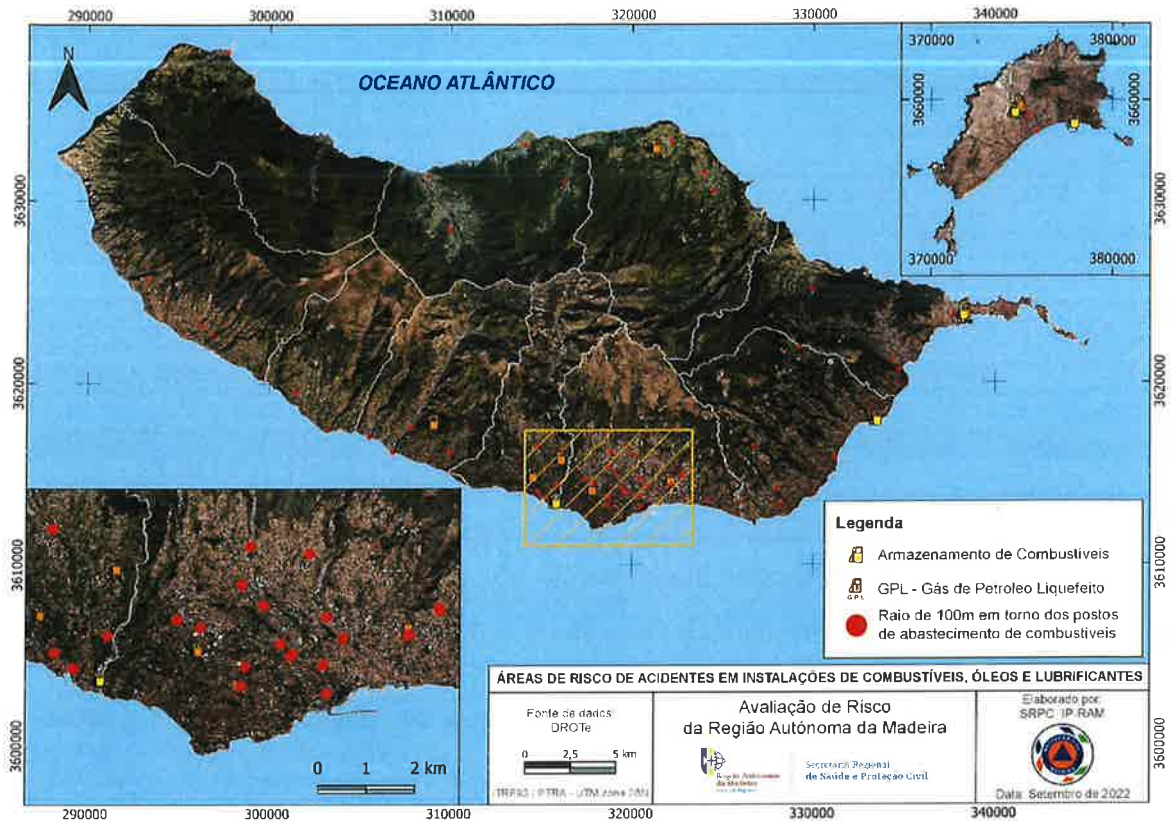 290000
300000
310000
320000
330000
340000
N
OCEANO ATLÂNTICO
370000
380000
3660000
3660000
370000
380000
3630000
3630000
3620000
3620000
3610000
3610000
3600000
3600000
Legenda
Armazenamento de Combustíveis
GPL
GPL - Gás de Petroleo Liquefeito
Raio de 100m em torno dos postos
de abastecimento de combustíveis
0 1 2 km
ÁREAS DE RISCO DE ACIDENTES EM INSTALAÇÕES DE COMBUSTÍVEIS, ÓLEOS E LUBRIFICANTES
Fonte de dados:
DROTe
0 2,5 5 km
Avaliação de Risco
da Região Autónoma da Madeira
Região Autónoma
da Madeira
Secretaria Regional
de Saúde e Proteção Civil
Elaborado por:
SRPC, IP-RAM
Data: Setembro de 2022
290000
300000
310000
320000
330000
340000